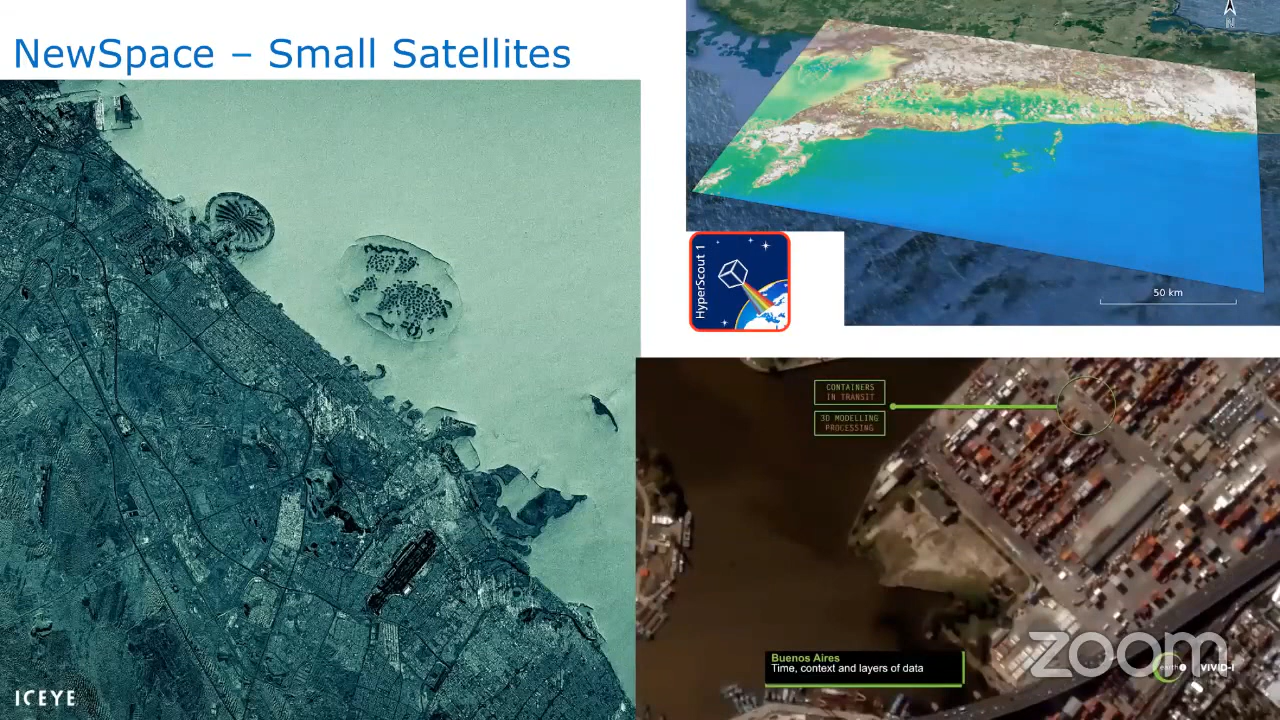 NewSpace – Small Satellites
N
50 km
HyperScout 1
CONTAINERS
IN TRANSIT
3D MODELLING
PROCESSING
Buenos Aires
Time, context and layers of data
zoom
earthi
VIVID-i
ICEYE